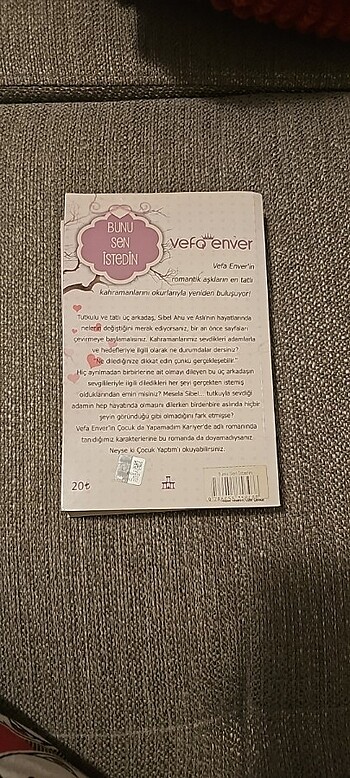 BUNU
SEN
İSTEDİN
vefa enver
Vefa Enver'in
romantik aşkların en tatlı
kahramanlarını okurlarıyla yeniden buluşuyor!
Tutkulu ve tatlı üç arkadaş, Sibel Ahu ve Aslı'nın hayatlarında
nelerin değiştiğini merak ediyorsanız, bir an önce sayfaları
çevirmeye başlamalısınız. Kahramanlarımız sevdikleri adamlarla
ve hedefleriyle ilgili olarak ne durumdalar dersiniz?
"Ne dilediğinize dikkat edin çünkü gerçekleşebilir."
Hiç ayrılmadan birbirlerine ait olmayı dileyen bu üç arkadaşın
sevgilileriyle ilgili diledikleri her şeyi gerçekten istemiş
olduklarından emin misiniz? Mesela Sibel... tutkuyla sevdiği
adamın hep hayatında olmasını dilerken birdenbire aslında hiçbir
şeyin göründüğü gibi olmadığını fark etmişse?
Vefa Enver'in Çocuk da Yapamadım Kariyer'de adlı romanında
tanıdığımız karakterlerine bu romanda da doyamadıysanız.
Neyse ki Çocuk Yaptım'ı okuyabilirsiniz.
20₺